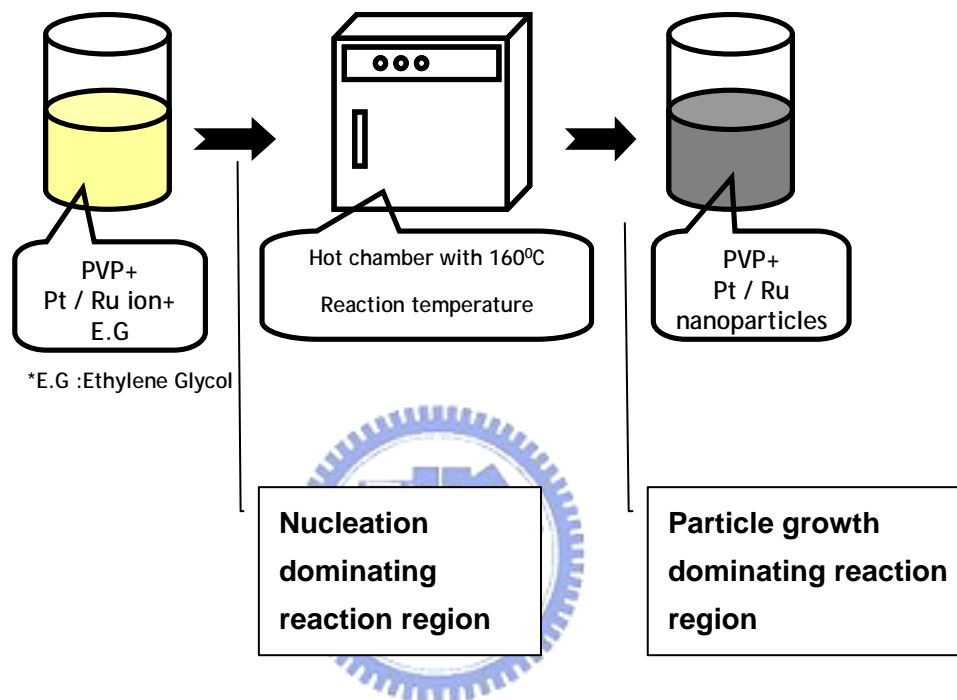 PVP+
Pt / Ru ion+
E.G
*E.G :Ethylene Glycol
Hot chamber with 160⁰C
Reaction temperature
PVP+
Pt / Ru
nanoparticles
Nucleation
dominating
reaction region
Particle growth
dominating reaction
region